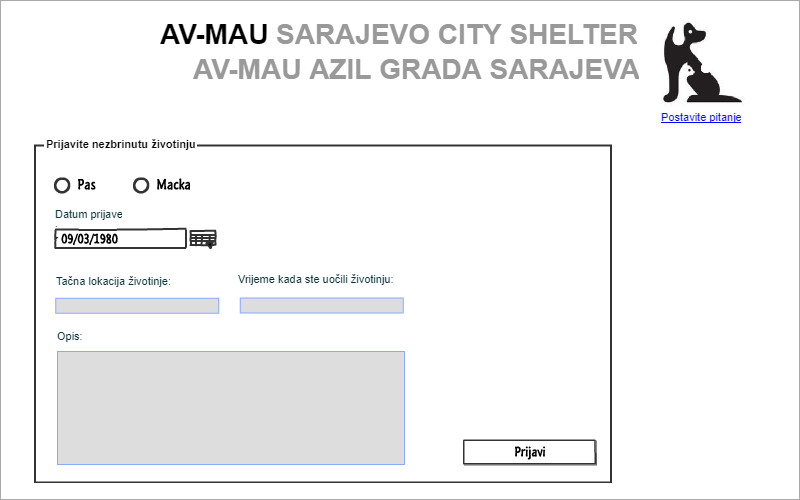 AV-MAU SARAJEVO CITY SHELTER
AV-MAU AZIL GRADA SARAJEVA
Postavite pitanje
Prijavite nezbrinutu životinju
Pas Macka
Datum prijave
09/03/1980
Tačna lokacija životinje: Vrijeme kada ste uočili životinju:
Opis:
Prijavi